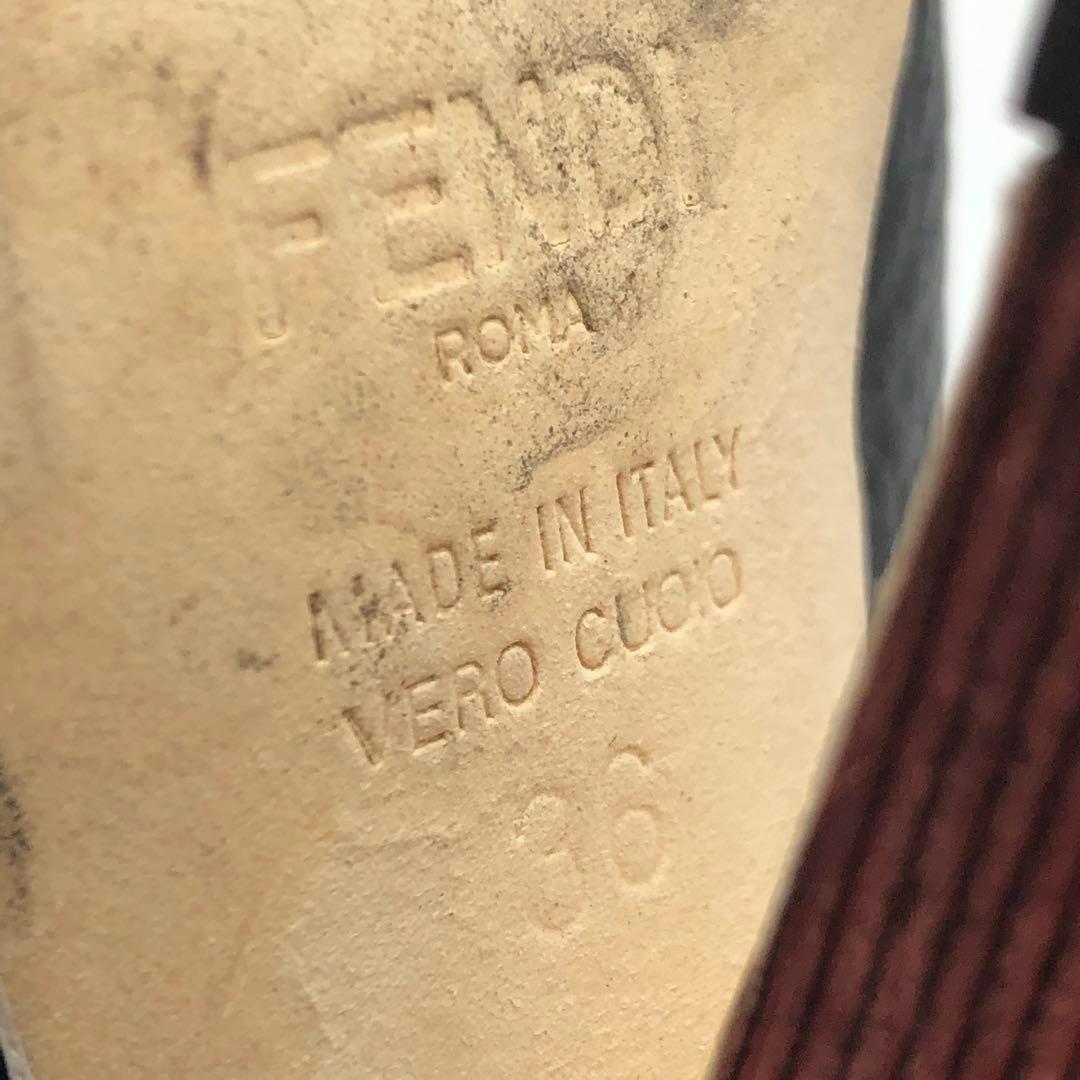 FENDI
ROMA
MADE IN ITALY
VERO CUOIO
36